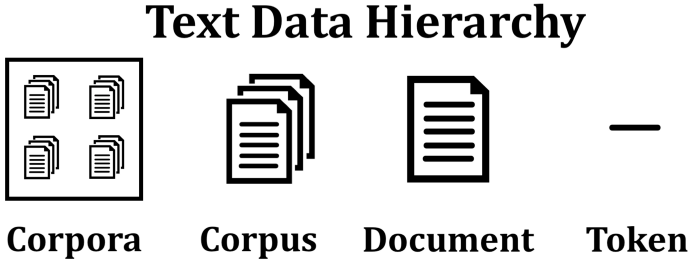 Text Data Hierarchy
Corpora Corpus Document Token